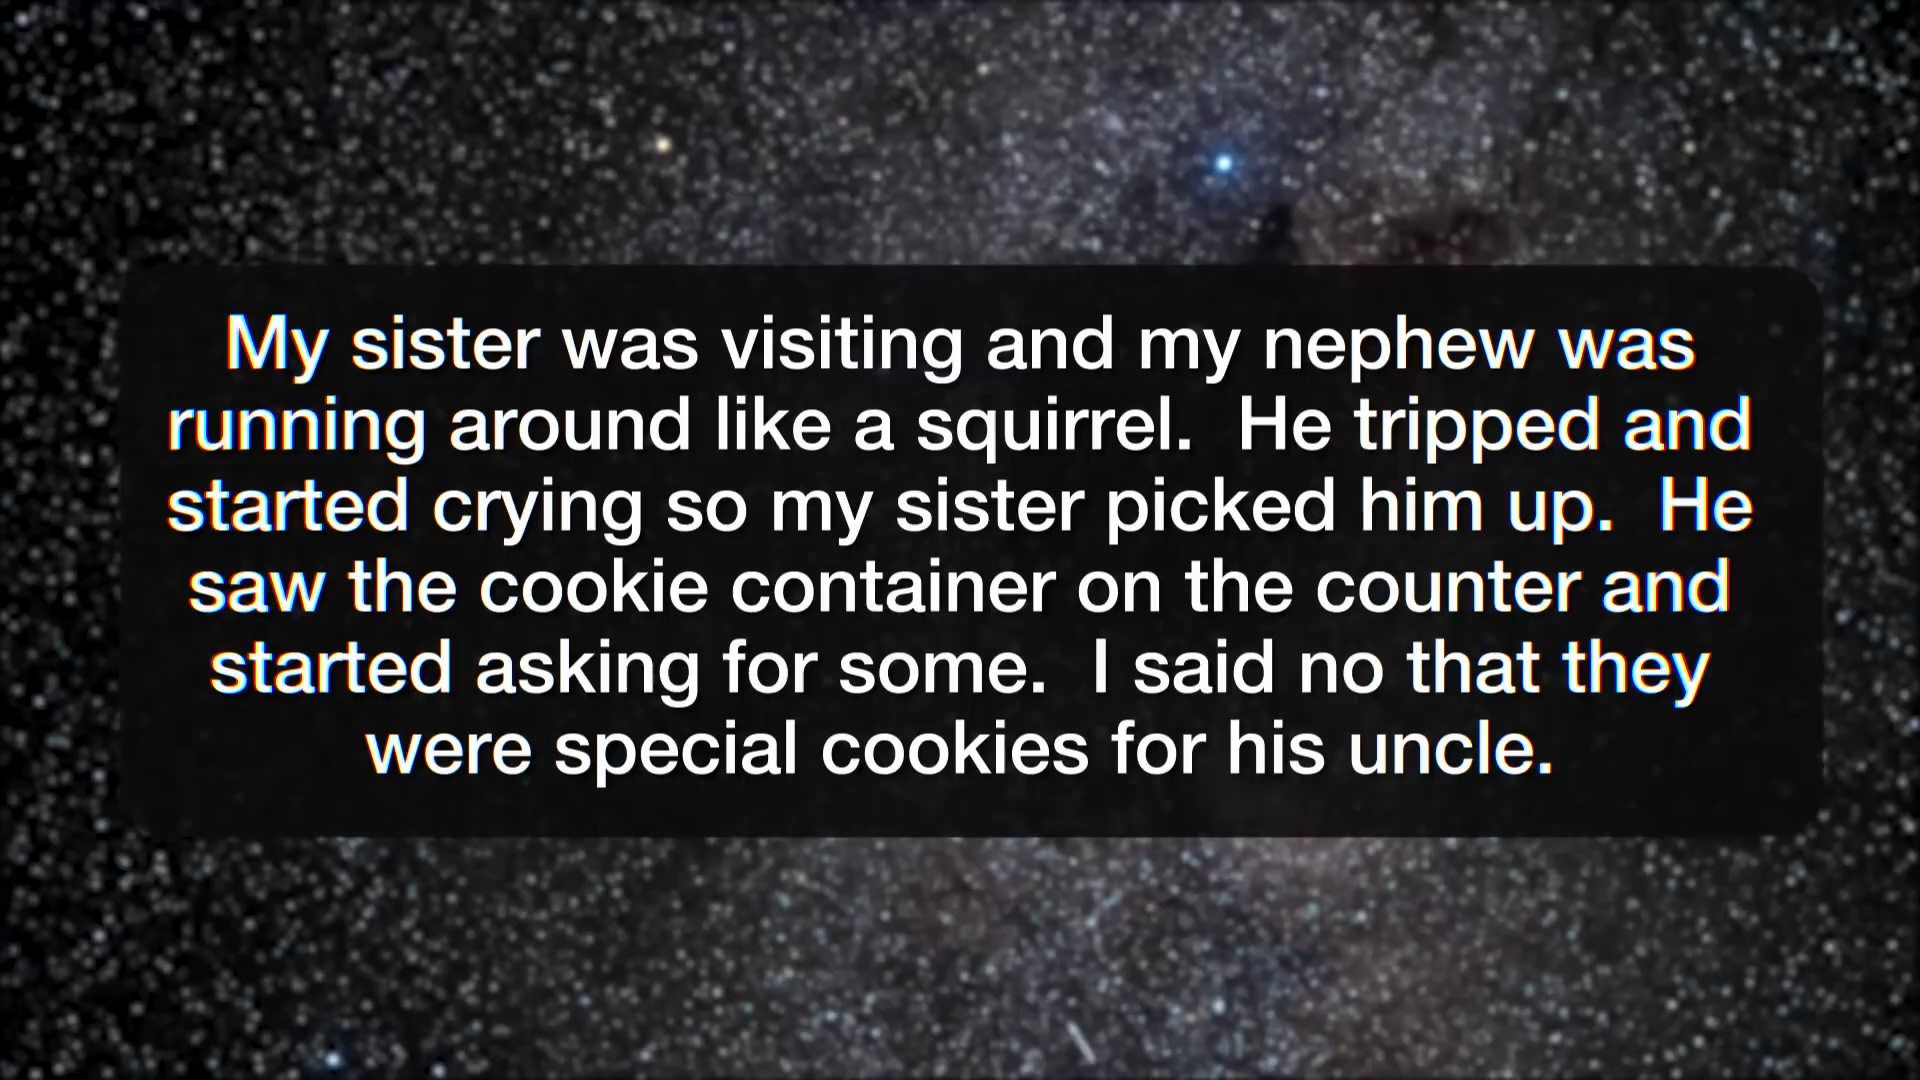 My sister was visiting and my nephew was
running around like a squirrel.  He tripped and
started crying so my sister picked him up.  He
saw the cookie container on the counter and
started asking for some.  I said no that they
were special cookies for his uncle.